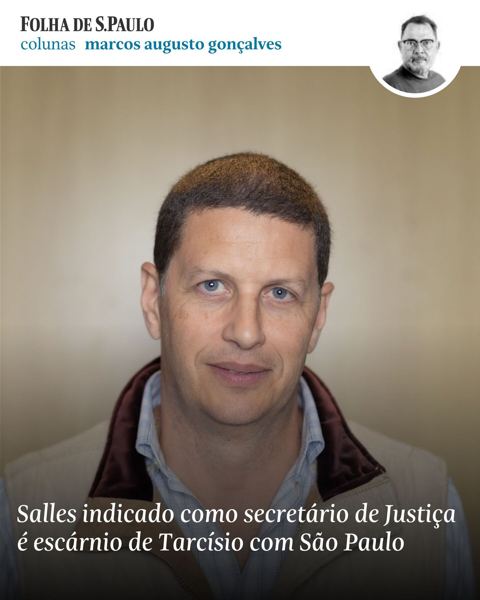 FOLHA DE S.PAULO
colunas marcos augusto gonçalves
Salles indicado como secretário de Justiça
é escárnio de Tarcísio com São Paulo